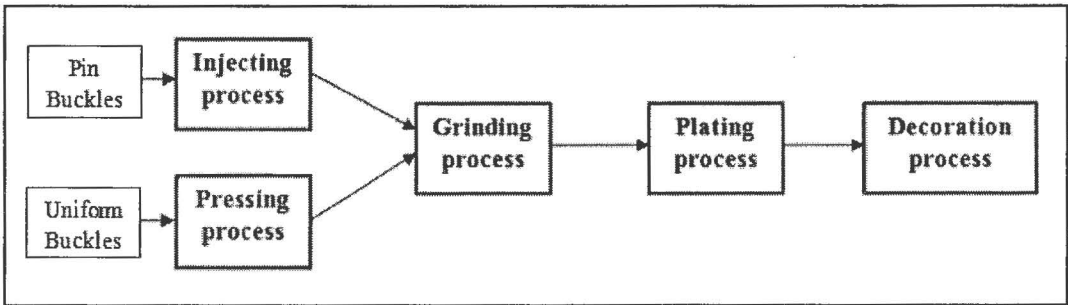 Pin
Buckles
Injecting
process
Grinding
process
Plating
process
Decoration
process
Uniform
Buckles
Pressing
process